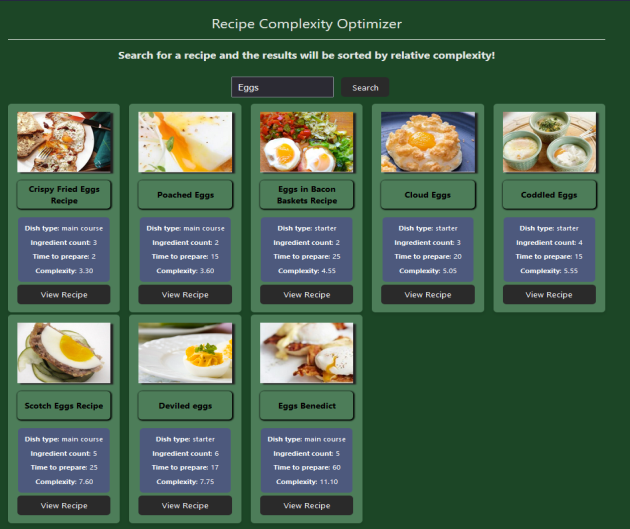 Recipe Complexity Optimizer
Search for a recipe and the results will be sorted by relative complexity!
Eggs
Search
Crispy Fried Eggs
Recipe
Dish type: main course
Ingredient count: 3
Time to prepare: 2
Complexity: 3.30
View Recipe
Poached Eggs
Dish type: main course
Ingredient count: 2
Time to prepare: 15
Complexity: 3.60
View Recipe
Eggs in Bacon
Baskets Recipe
Dish type: starter
Ingredient count: 2
Time to prepare: 25
Complexity: 4.55
View Recipe
Cloud Eggs
Dish type: starter
Ingredient count: 3
Time to prepare: 20
Complexity: 5.05
View Recipe
Coddled Eggs
Dish type: starter
Ingredient count: 4
Time to prepare: 15
Complexity: 5.55
View Recipe
Scotch Eggs Recipe
Dish type: main course
Ingredient count: 5
Time to prepare: 25
Complexity: 7.60
View Recipe
Deviled eggs
Dish type: starter
Ingredient count: 6
Time to prepare: 17
Complexity: 7.75
View Recipe
Eggs Benedict
Dish type: main course
Ingredient count: 5
Time to prepare: 60
Complexity: 11.10
View Recipe